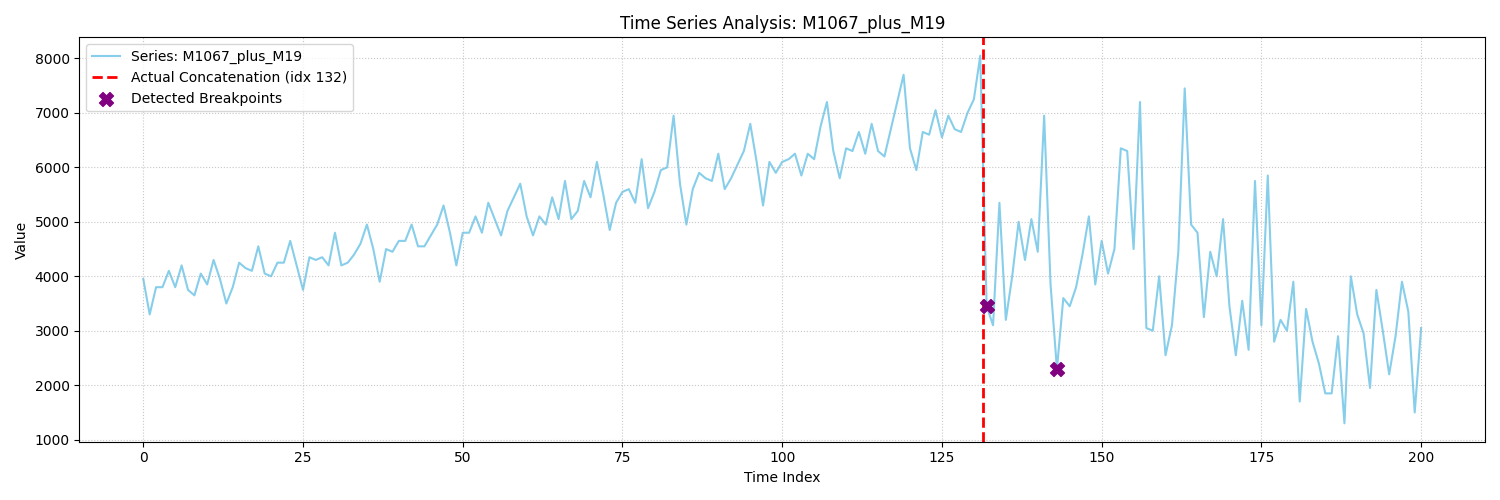 Time Series Analysis: M1067_plus_M19
Series: M1067_plus_M19
Actual Concatenation (idx 132)
Detected Breakpoints
Value
8000
7000
6000
5000
4000
3000
2000
1000
0 25 50 75 100 125 150 175 200
Time Index